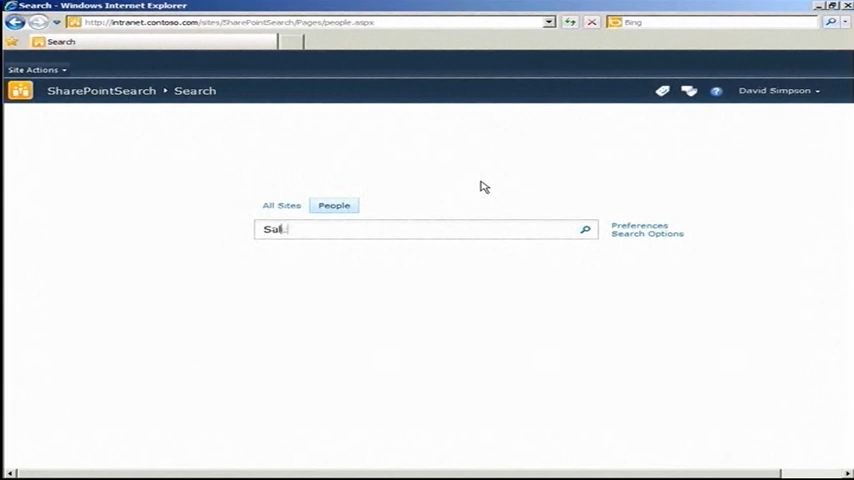 Search - Windows Internet Explorer
http://intranet.contoso.com/sites/SharePointSearch/Pages/people.aspx
Bing
Search
Site Actions
SharePointSearch Search
David Simpson
All Sites People
Preferences
Search Options